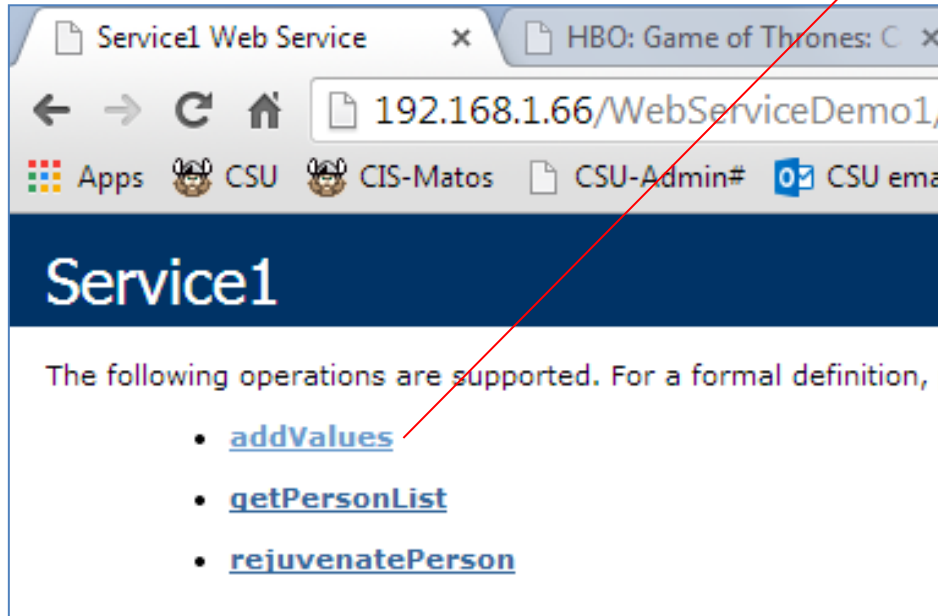 Service1 Web Service
HBO: Game of Thrones: C
192.168.1.66/WebServiceDemo1/
Apps CSU CIS-Matos CSU-Admin# CSU ema
Service1
The following operations are supported. For a formal definition,
addValues
getPersonList
rejuvenatePerson